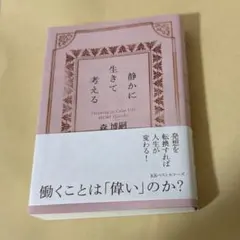 静かに
生きて
考える
森 博嗣
発想を
転換すれば
人生が
変わる!
働くことは「偉い」のか?